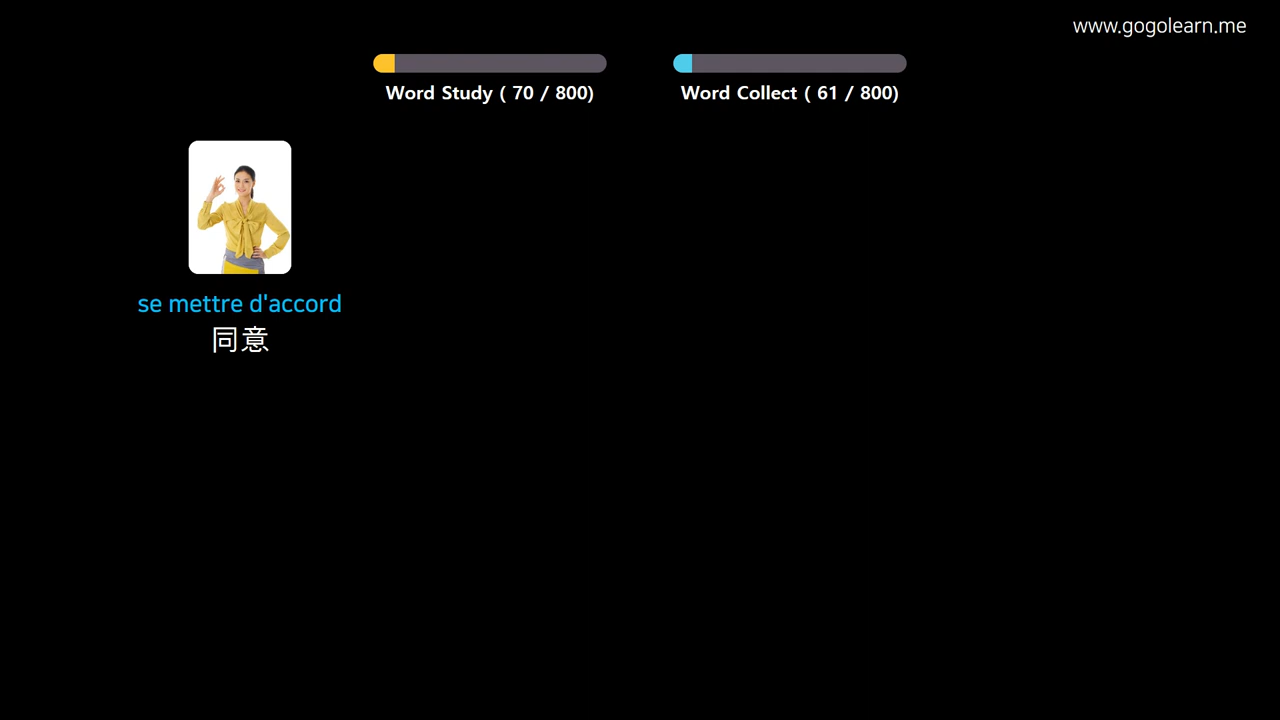 www.gogolearn.me
Word Study ( 70 / 800)
Word Collect ( 61 / 800)
se mettre d'accord
同意